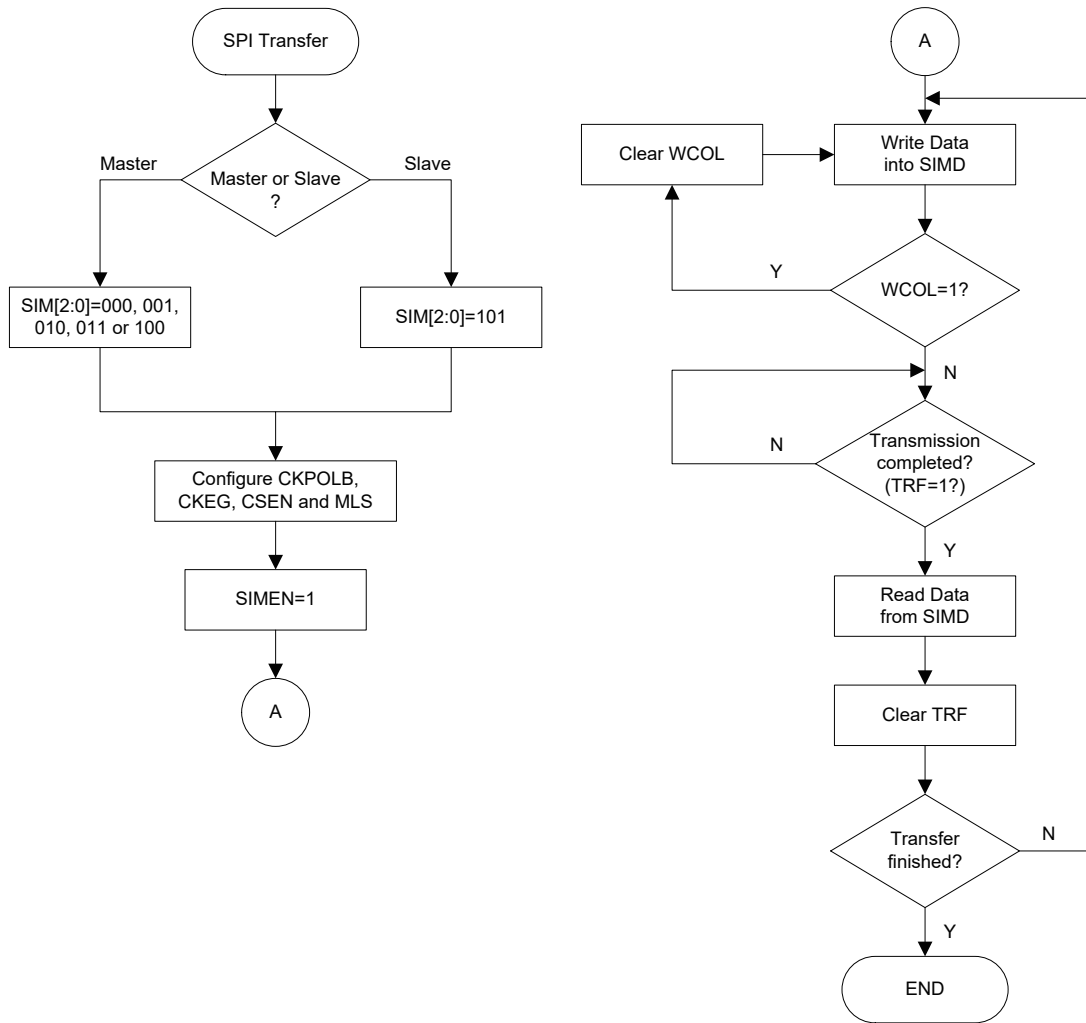 SPI Transfer
Master
Master or Slave
?
Slave
SIM[2:0]=000, 001,
010, 011 or 100
SIM[2:0]=101
Configure CKPOLB,
CKEG, CSEN and MLS
SIMEN=1
A
A
Clear WCOL
Write Data
into SIMD
Y
WCOL=1?
N
N
Transmission
completed?
(TRF=1?)
Y
Read Data
from SIMD
Clear TRF
Transfer
finished?
N
Y
END